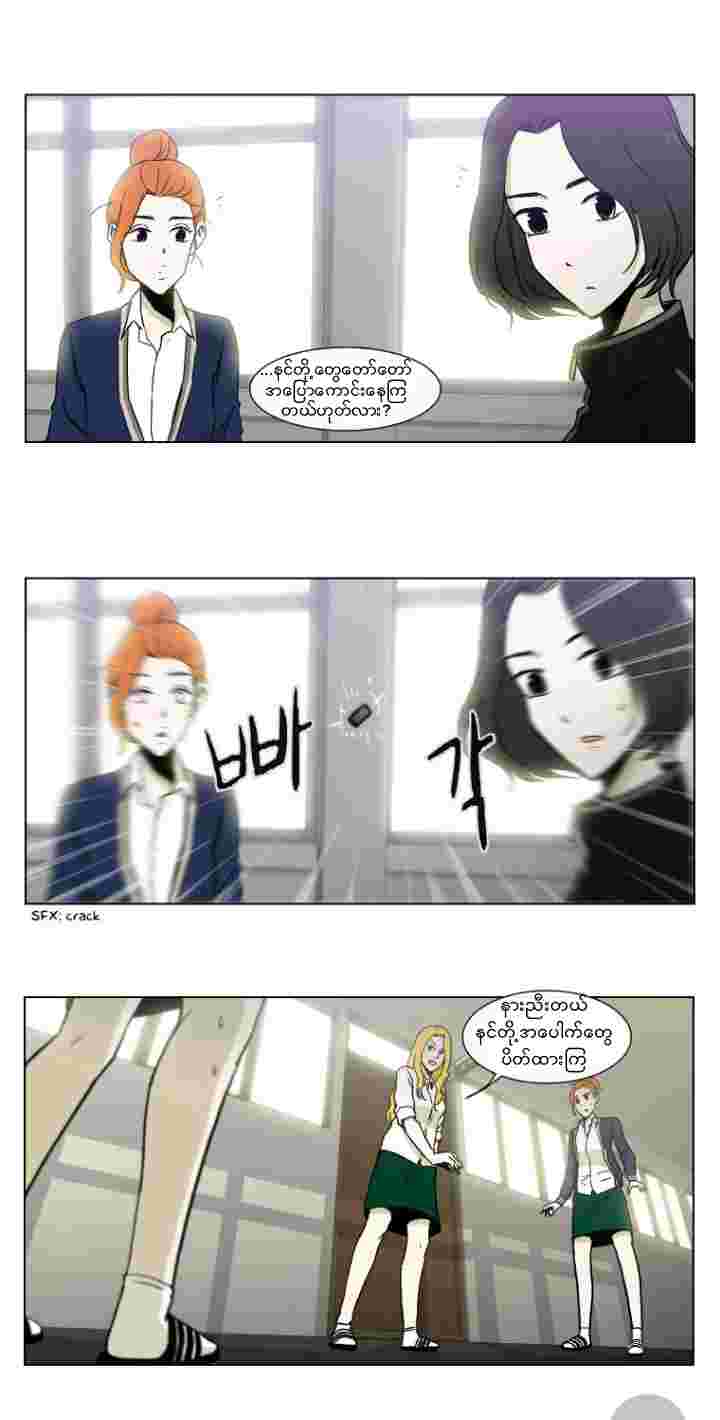 ...နင်တို့တွေတော်တော်
အပြောကောင်းနေကြ
တယ်ဟုတ်လား?
빠각
SFX; crack
နားညီးတယ်
နင်တို့အပေါက်တွေ
ပိတ်ထားကြ